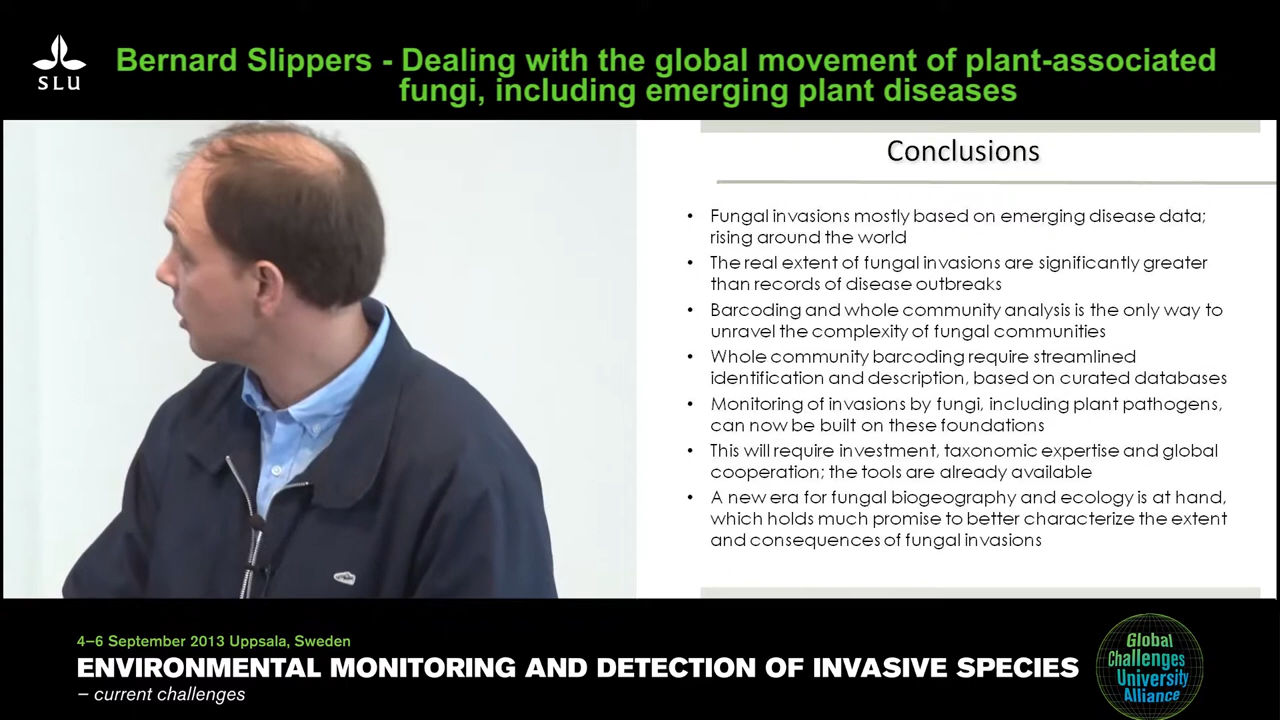 SLU
Bernard Slippers - Dealing with the global movement of plant-associated
fungi, including emerging plant diseases
Conclusions
• Fungal invasions mostly based on emerging disease data;
rising around the world
• The real extent of fungal invasions are significantly greater
than records of disease outbreaks
• Barcoding and whole community analysis is the only way to
unravel the complexity of fungal communities
• Whole community barcoding require streamlined
identification and description, based on curated databases
• Monitoring of invasions by fungi, including plant pathogens,
can now be built on these foundations
• This will require investment, taxonomic expertise and global
cooperation; the tools are already available
• A new era for fungal biogeography and ecology is at hand,
which holds much promise to better characterize the extent
and consequences of fungal invasions
4–6 September 2013 Uppsala, Sweden
ENVIRONMENTAL MONITORING AND DETECTION OF INVASIVE SPECIES
– current challenges
Global
Challenges
University
Alliance